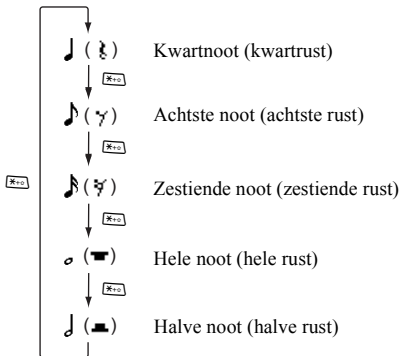 Kwartnoot (kwartrust)
Achtste noot (achtste rust)
Zestiende noot (zestiende rust)
Hele noot (hele rust)
Halve noot (halve rust)